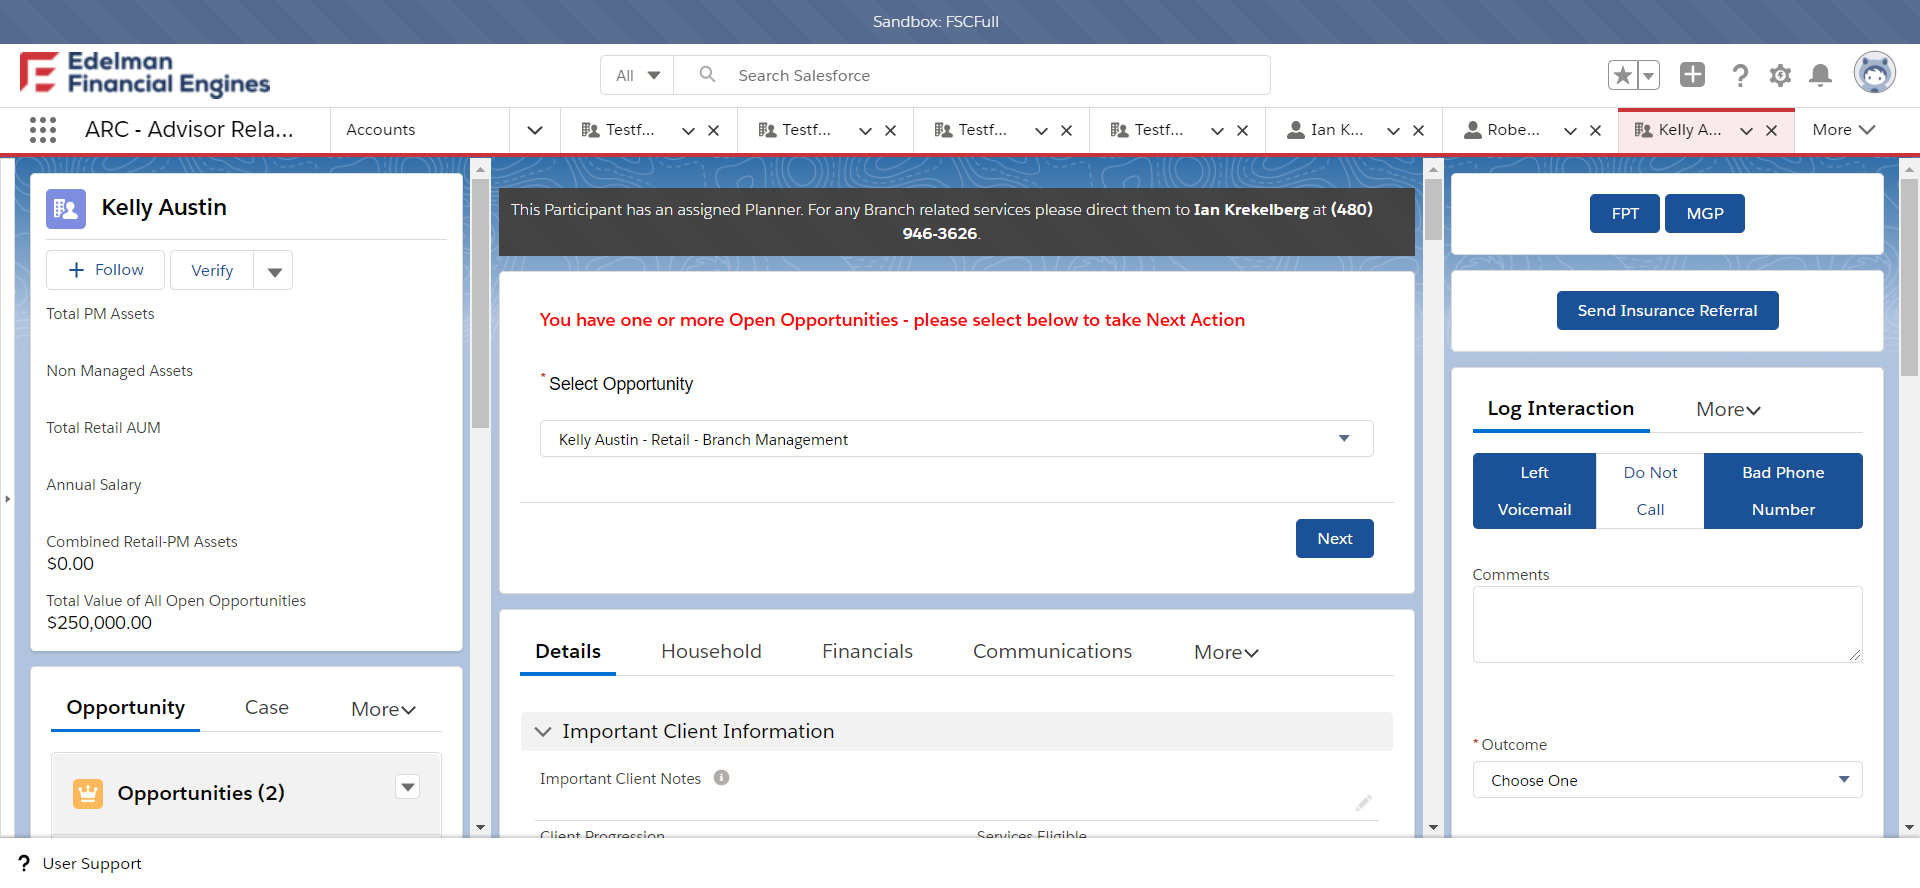 Sandbox: FSCFull
Edelman
Financial Engines
All
Search Salesforce
ARC - Advisor Rela...
Accounts
Testf...
Testf...
Testf...
Testf...
Ian K...
Robe...
Kelly A...
More
Kelly Austin
Follow
Verify
Total PM Assets
Non Managed Assets
Total Retail AUM
Annual Salary
Combined Retail-PM Assets
$0.00
Total Value of All Open Opportunities
$250,000.00
Opportunity
Case
More
Opportunities (2)
This Participant has an assigned Planner. For any Branch related services please direct them to Ian Krekelberg at (480)
946-3626.
You have one or more Open Opportunities - please select below to take Next Action
* Select Opportunity
Kelly Austin - Retail - Branch Management
Next
Details
Household
Financials
Communications
More
Important Client Information
Important Client Notes
Client Progression
Services Eligible
FPT
MGP
Send Insurance Referral
Log Interaction
More
Left
Voicemail
Do Not
Call
Bad Phone
Number
Comments
* Outcome
Choose One
? User Support